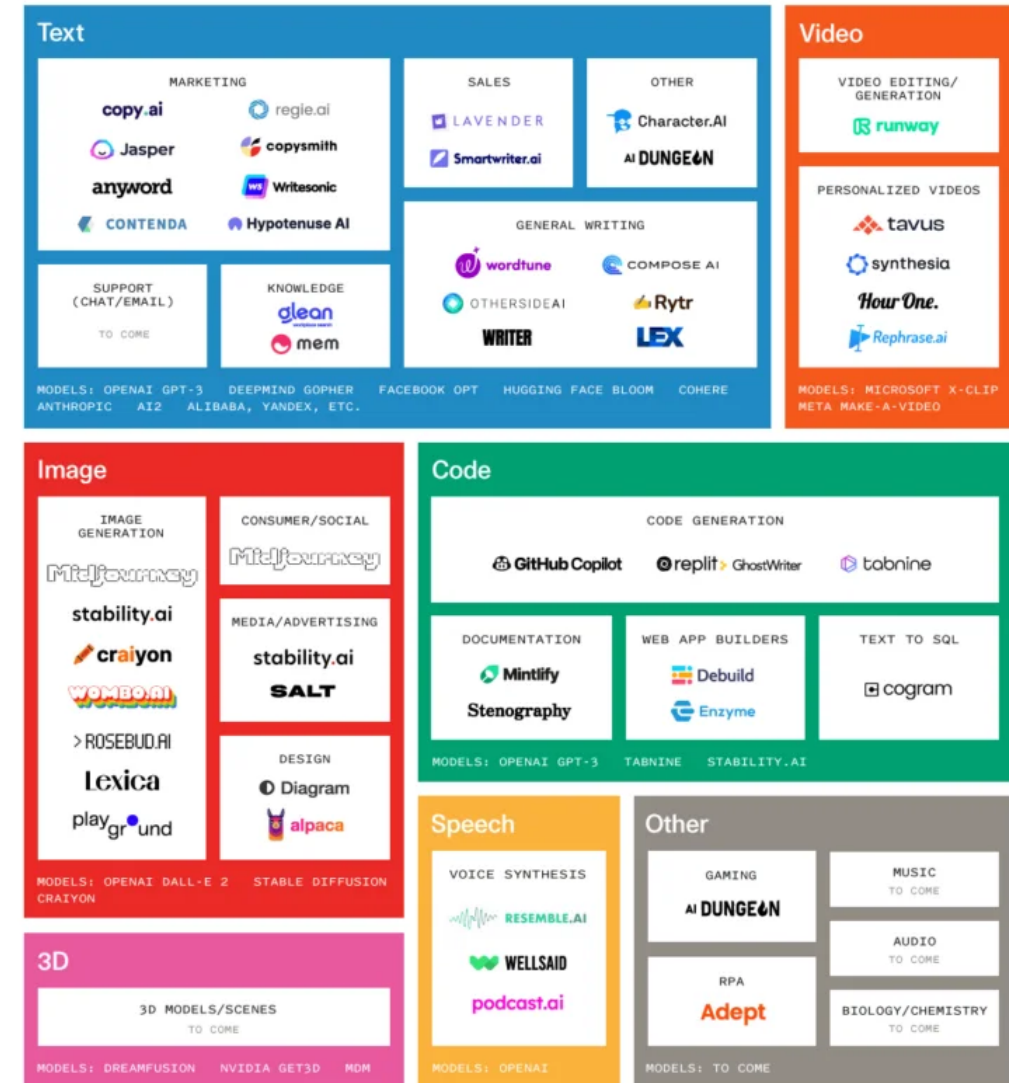 Text
MARKETING
copy.ai
regie.ai
Jasper
copysmith
anyword
WS Writesonic
CONTENDA
Hypotenuse AI
SALES
LAVENDER
Smartwriter.ai
OTHER
Character.AI
AI DUNGEON
SUPPORT
(CHAT/EMAIL)
TO COME
KNOWLEDGE
glean
workplace search
mem
GENERAL WRITING
w wordtune
COMPOSE AI
OTHERSIDEAI
Rytr
WRITER
LEX
MODELS: OPENAI GPT-3 DEEPMIND GOPHER FACEBOOK OPT HUGGING FACE BLOOM COHERE
ANTHROPIC AI2 ALIBABA, YANDEX, ETC.
Video
VIDEO EDITING/
GENERATION
runway
PERSONALIZED VIDEOS
tavus
synthesia
Hour One.
Rephrase.ai
MODELS: MICROSOFT X-CLIP
META MAKE-A-VIDEO
Image
IMAGE
GENERATION
Midjourney
stability.ai
craiyon
WOMBO.AI
>ROSEBUD.AI
Lexica
playground
CONSUMER/SOCIAL
Midjourney
MEDIA/ADVERTISING
stability.ai
SALT
DESIGN
Diagram
alpaca
MODELS: OPENAI DALL-E 2 STABLE DIFFUSION
CRAIYON
Code
CODE GENERATION
GitHub Copilot
replit> GhostWriter
tabnine
DOCUMENTATION
Mintlify
Stenography
WEB APP BUILDERS
Debuild
Enzyme
TEXT TO SQL
cogram
MODELS: OPENAI GPT-3 TABNINE STABILITY.AI
3D
3D MODELS/SCENES
TO COME
MODELS: DREAMFUSION NVIDIA GET3D MDM
Speech
VOICE SYNTHESIS
RESEMBLE.AI
WELLSAID
podcast.ai
MODELS: OPENAI
Other
GAMING
AI DUNGEON
RPA
Adept
MUSIC
TO COME
AUDIO
TO COME
BIOLOGY/CHEMISTRY
TO COME
MODELS: TO COME